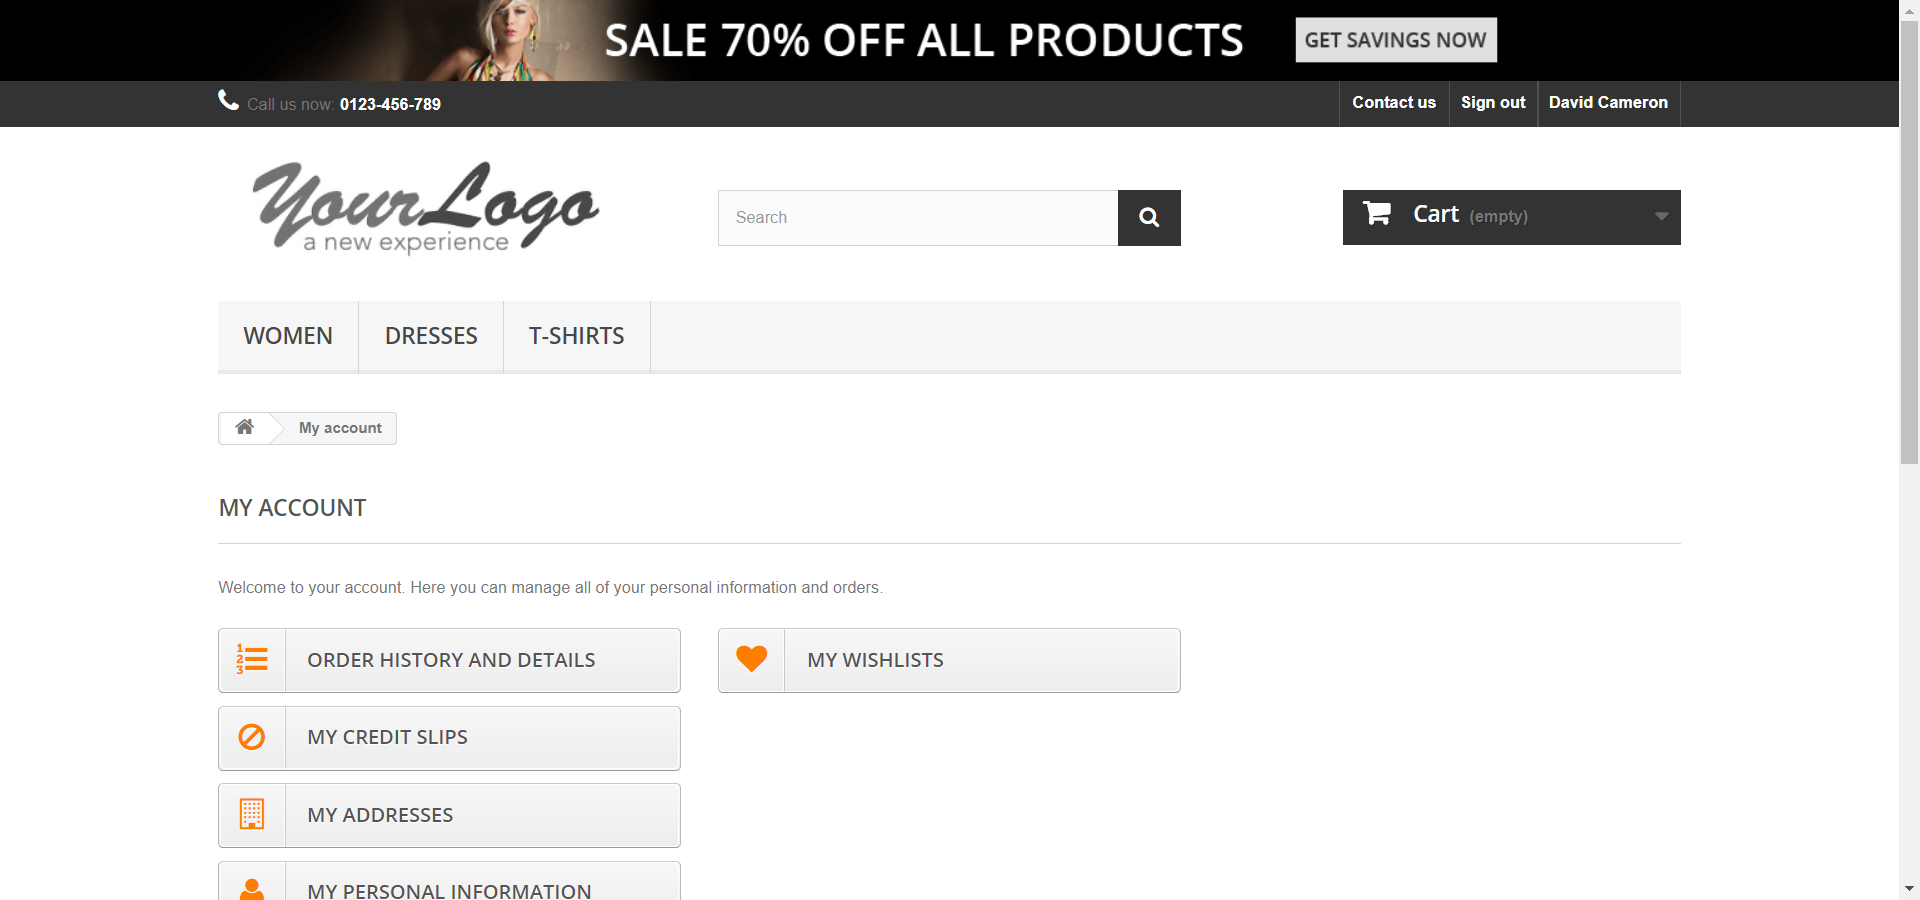 SALE 70% OFF ALL PRODUCTS
GET SAVINGS NOW
Call us now: 0123-456-789
Contact us
Sign out
David Cameron
YourLogo
a new experience
Search
Cart (empty)
WOMEN
DRESSES
T-SHIRTS
My account
MY ACCOUNT
Welcome to your account. Here you can manage all of your personal information and orders.
1
2
3
ORDER HISTORY AND DETAILS
MY WISHLISTS
MY CREDIT SLIPS
MY ADDRESSES
MY PERSONAL INFORMATION